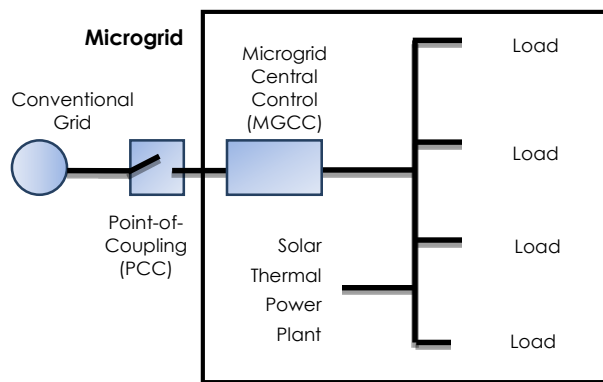 Microgrid
Conventional
Grid
Point-of-
Coupling
(PCC)
Microgrid
Central
Control
(MGCC)
Solar
Thermal
Power
Plant
Load
Load
Load
Load